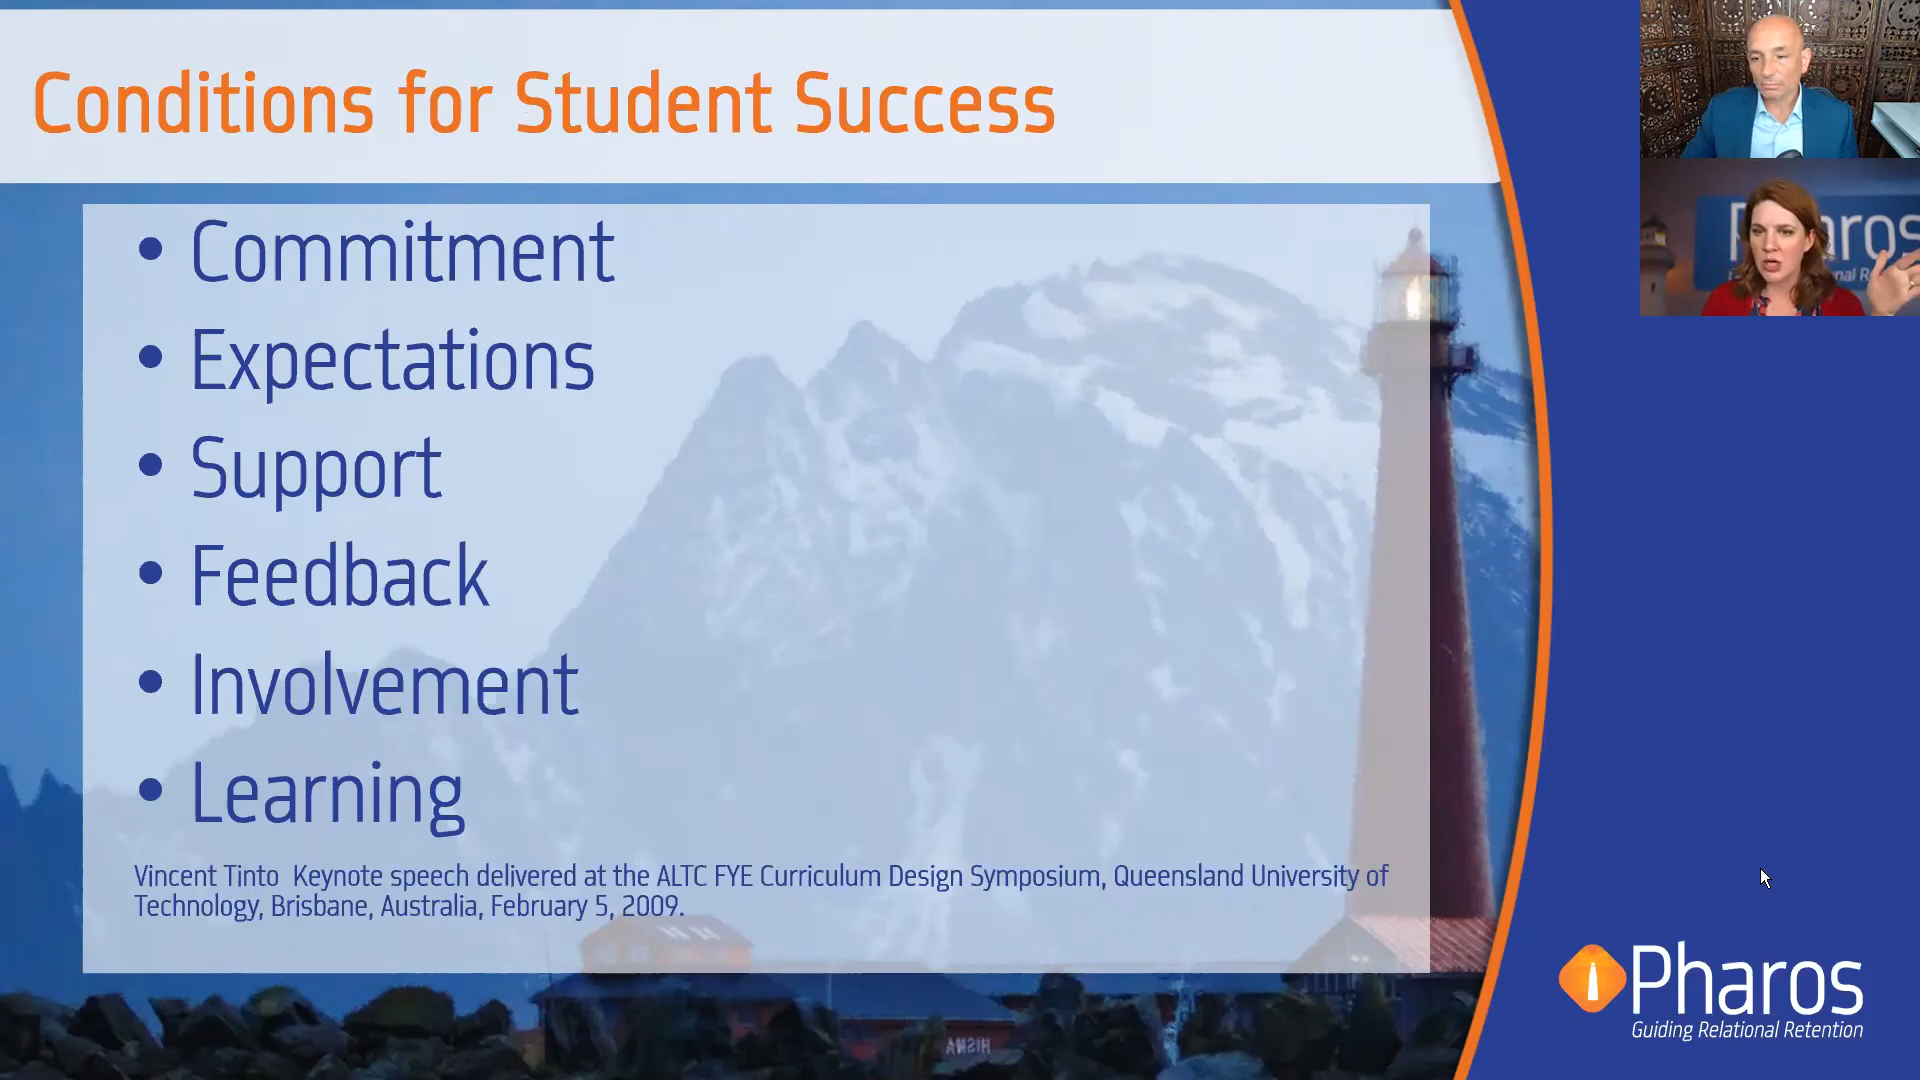 Conditions for Student Success
• Commitment
• Expectations
• Support
• Feedback
• Involvement
• Learning
Vincent Tinto Keynote speech delivered at the ALTC FYE Curriculum Design Symposium, Queensland University of
Technology, Brisbane, Australia, February 5, 2009.
Pharos
Guiding Relational Retention